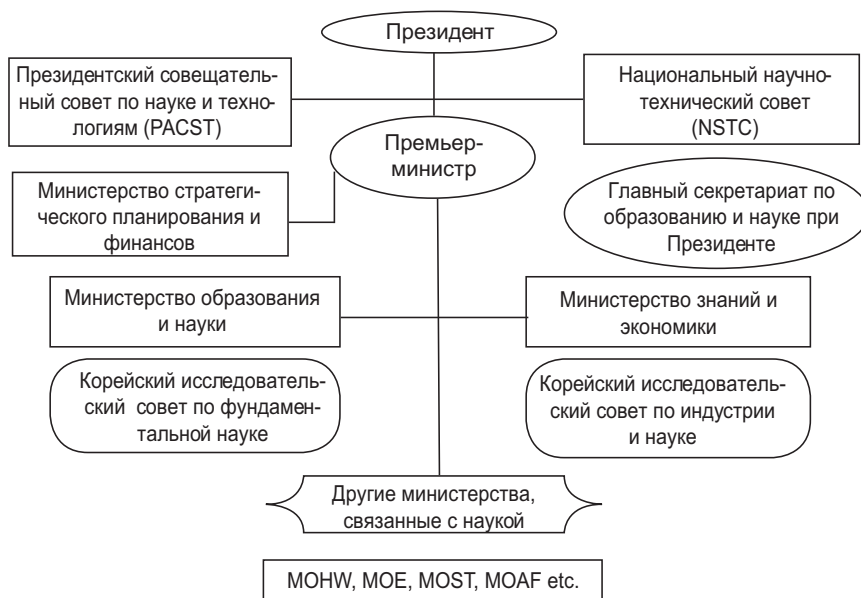 Президент
Президентский совещатель-
ный совет по науке и техно-
логиям (PACST)
Национальный научно-
технический совет
(NSTC)
Премьер-
министр
Министерство стратеги-
ческого планирования и
финансов
Главный секретариат по
образованию и науке при
Президенте
Министерство образования
и науки
Министерство знаний и
экономики
Корейский исследователь-
ский совет по фундамен-
тальной науке
Корейский исследователь-
ский совет по индустрии
и науке
Другие министерства,
связанные с наукой
MOHW, MOE, MOST, MOAF etc.